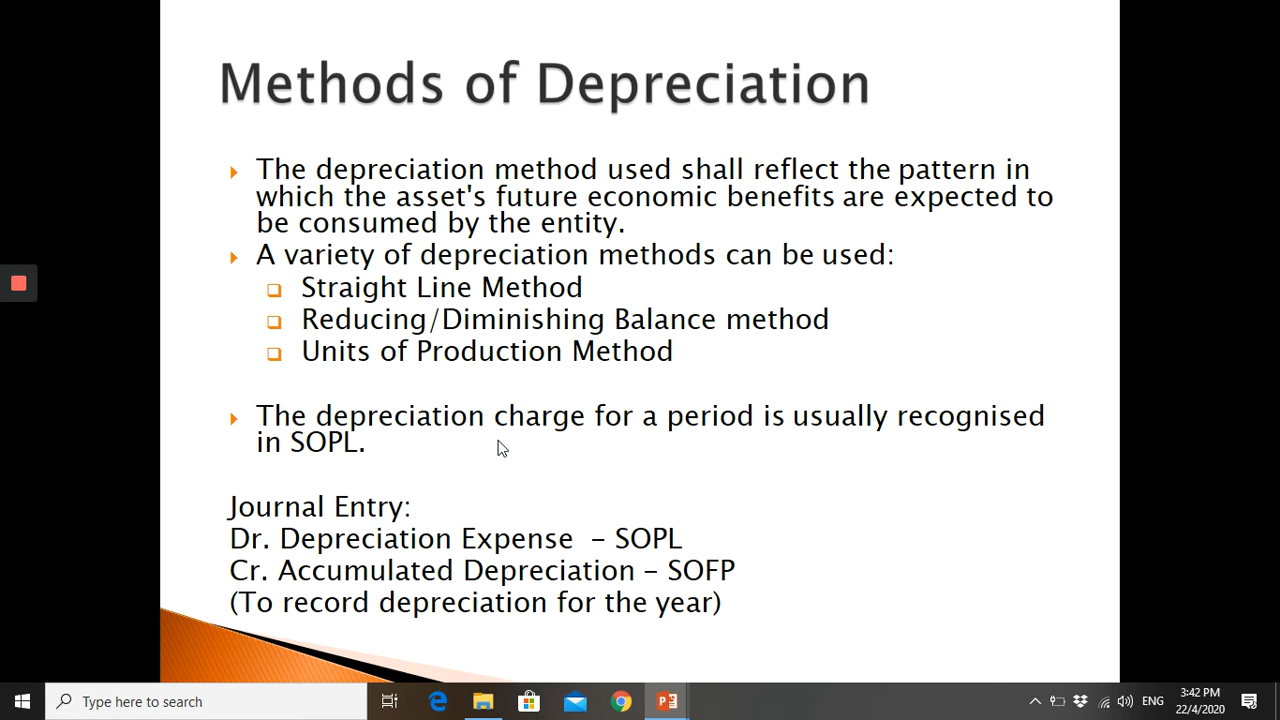 Methods of Depreciation
The depreciation method used shall reflect the pattern in
which the asset's future economic benefits are expected to
be consumed by the entity.
A variety of depreciation methods can be used:
Straight Line Method
Reducing/Diminishing Balance method
Units of Production Method
The depreciation charge for a period is usually recognised
in SOPL.
Journal Entry:
Dr. Depreciation Expense – SOPL
Cr. Accumulated Depreciation – SOFP
(To record depreciation for the year)
Type here to search
ENG
3:42 PM
22/4/2020